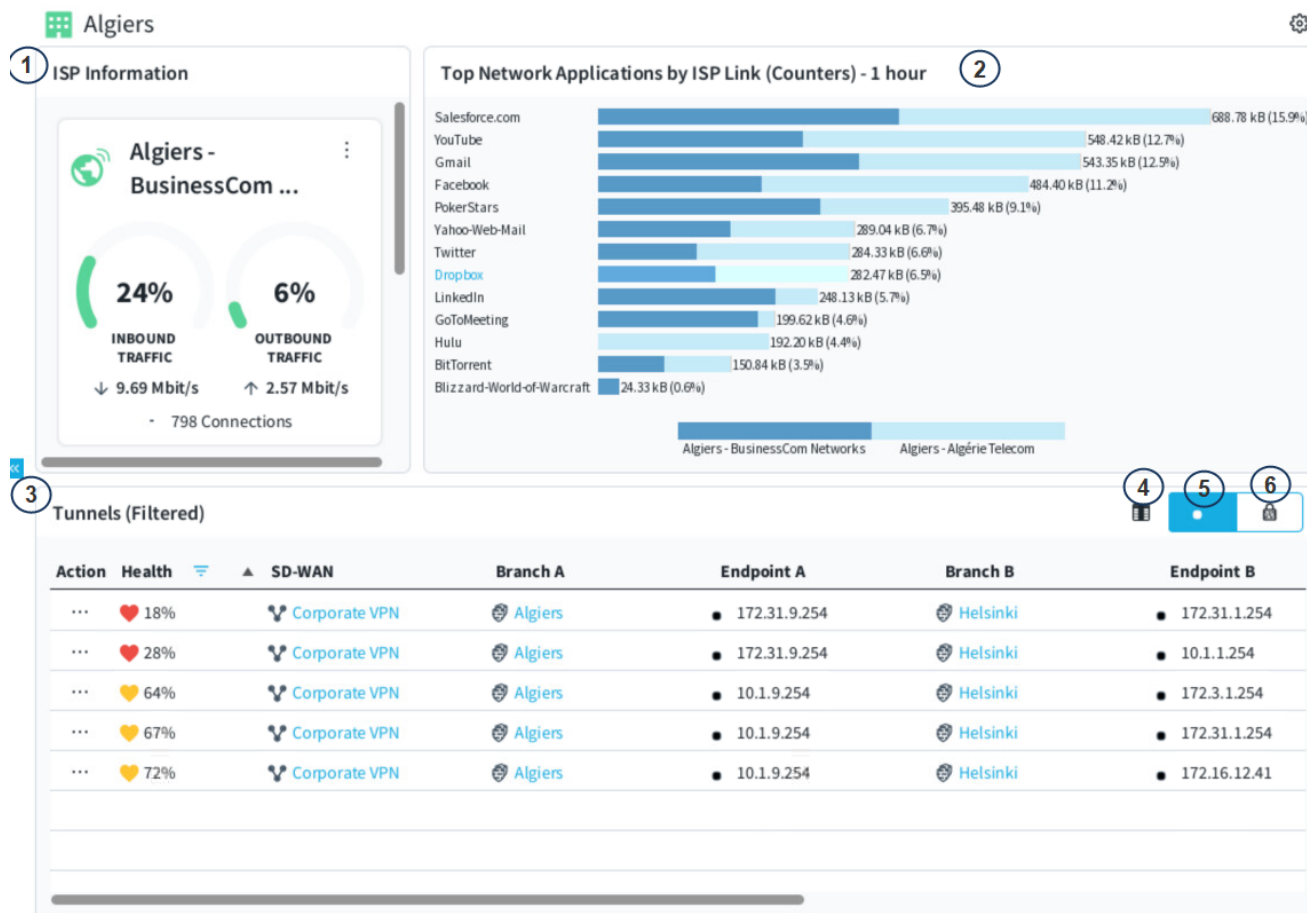 Algiers
1
ISP Information
Algiers -
BusinessCom ...
24%
INBOUND
TRAFFIC
↓ 9.69 Mbit/s
6%
OUTBOUND
TRAFFIC
↑ 2.57 Mbit/s
- 798 Connections
Top Network Applications by ISP Link (Counters) - 1 hour
2
Salesforce.com 688.78 kB (15.9%)
YouTube 548.42 kB (12.7%)
Gmail 543.35 kB (12.5%)
Facebook 484.40 kB (11.2%)
PokerStars 395.48 kB (9.1%)
Yahoo-Web-Mail 289.04 kB (6.7%)
Twitter 284.33 kB (6.6%)
Dropbox 282.47 kB (6.5%)
LinkedIn 248.13 kB (5.7%)
GoToMeeting 199.62 kB (4.6%)
Hulu 192.20 kB (4.4%)
BitTorrent 150.84 kB (3.5%)
Blizzard-World-of-Warcraft 24.33 kB (0.6%)
Algiers - BusinessCom Networks Algiers - Algérie Telecom
«
3
Tunnels (Filtered)
4 5 6
Action Health SD-WAN Branch A Endpoint A Branch B Endpoint B
... 18% Corporate VPN Algiers 172.31.9.254 Helsinki 172.31.1.254
... 28% Corporate VPN Algiers 172.31.9.254 Helsinki 10.1.1.254
... 64% Corporate VPN Algiers 10.1.9.254 Helsinki 172.3.1.254
... 67% Corporate VPN Algiers 10.1.9.254 Helsinki 172.31.1.254
... 72% Corporate VPN Algiers 10.1.9.254 Helsinki 172.16.12.41